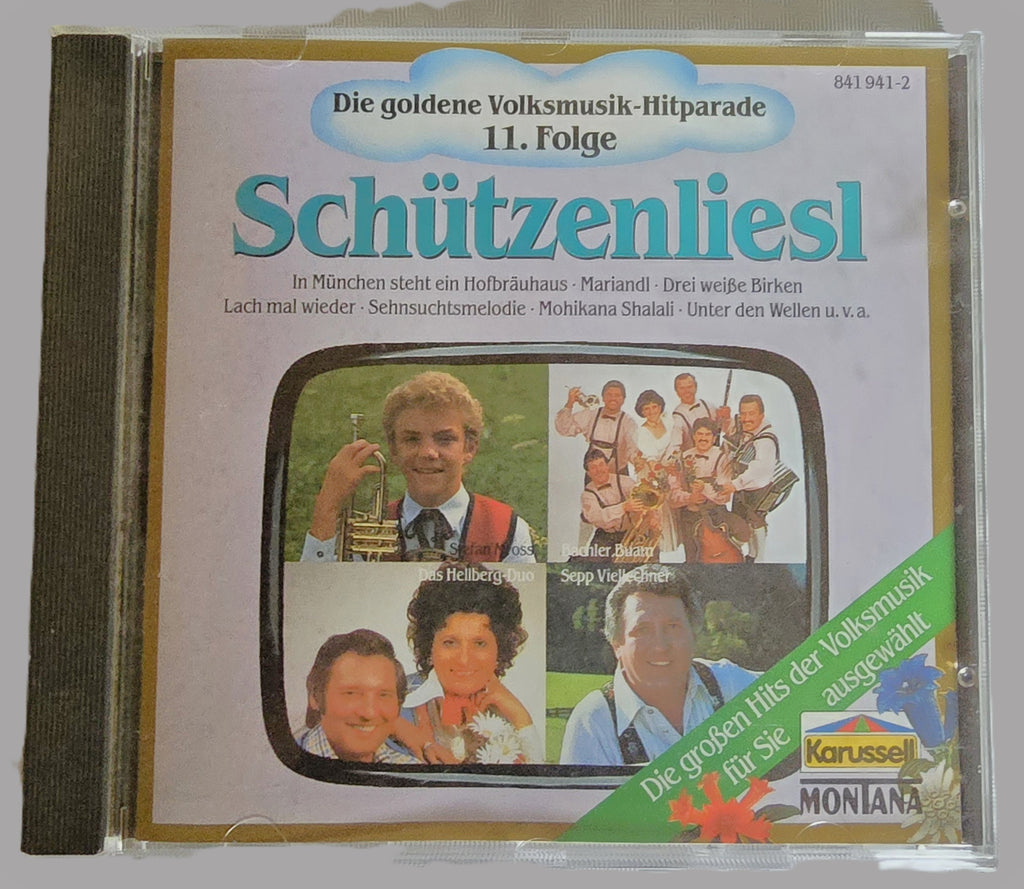 841 941-2
Die goldene Volksmusik-Hitparade
11. Folge
Schützenliesl
In München steht ein Hofbräuhaus · Mariandl · Drei weiße Birken
Lach mal wieder · Sehnsuchtsmelodie · Mohikana Shalali · Unter den Wellen u. v. a.
Stefan Mross
Bachler Buam
Das Hellberg-Duo
Sepp Viellechner
Die großen Hits der Volksmusik
für Sie ausgewählt
Karussell
MONTANA